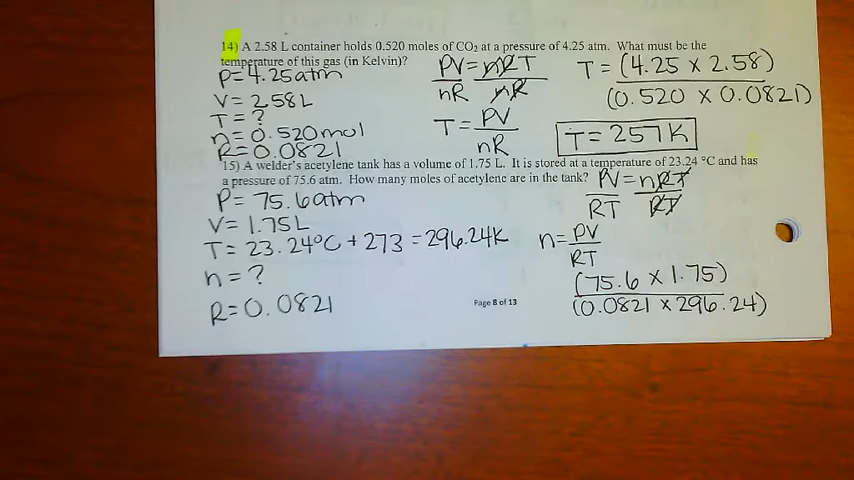 14) A 2.58 L container holds 0.520 moles of CO₂ at a pressure of 4.25 atm. What must be the
temperature of this gas (in Kelvin)?
P=4.25atm
V=2.58L
T=?
n=0.520mol
R=0.0821
PV=nRT
nR nR
T=PV
nR
T=(4.25 x 2.58)
(0.520 x 0.0821)
T=257K
15) A welder's acetylene tank has a volume of 1.75 L. It is stored at a temperature of 23.24 °C and has
a pressure of 75.6 atm. How many moles of acetylene are in the tank?
P=75.6atm
V=1.75L
T=23.24°C+273=296.24K
n=?
R=0.0821
PV=nRT
RT RT
n=PV
RT
(75.6 x 1.75)
(0.0821 x 296.24)
Page 8 of 13